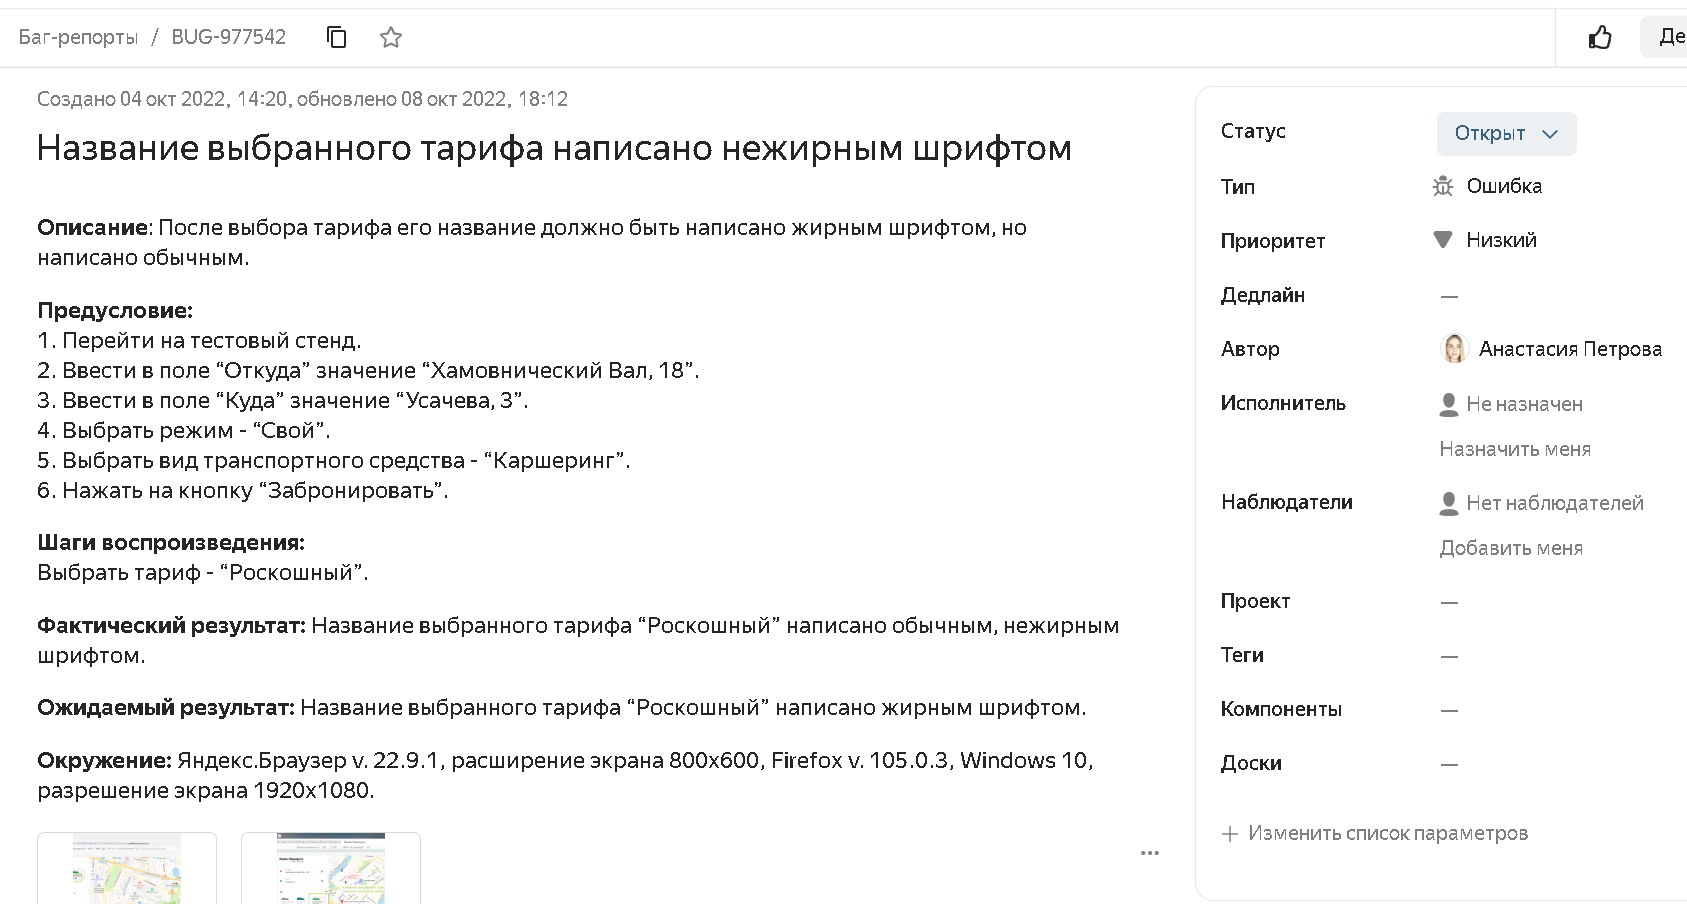 Баг-репорты / BUG-977542
Де
Создано 04 окт 2022, 14:20, обновлено 08 окт 2022, 18:12
Название выбранного тарифа написано нежирным шрифтом
Описание: После выбора тарифа его название должно быть написано жирным шрифтом, но
написано обычным.
Предусловие:
1. Перейти на тестовый стенд.
2. Ввести в поле “Откуда” значение “Хамовнический Вал, 18”.
3. Ввести в поле “Куда” значение “Усачева, 3”.
4. Выбрать режим - “Свой”.
5. Выбрать вид транспортного средства - “Каршеринг”.
6. Нажать на кнопку “Забронировать”.
Шаги воспроизведения:
Выбрать тариф - “Роскошный”.
Фактический результат: Название выбранного тарифа “Роскошный” написано обычным, нежирным
шрифтом.
Ожидаемый результат: Название выбранного тарифа “Роскошный” написано жирным шрифтом.
Окружение: Яндекс.Браузер v. 22.9.1, расширение экрана 800x600, Firefox v. 105.0.3, Windows 10,
разрешение экрана 1920x1080.
Статус Открыт
Тип Ошибка
Приоритет Низкий
Дедлайн —
Автор Анастасия Петрова
Исполнитель Не назначен
Назначить меня
Наблюдатели Нет наблюдателей
Добавить меня
Проект —
Теги —
Компоненты —
Доски —
+ Изменить список параметров